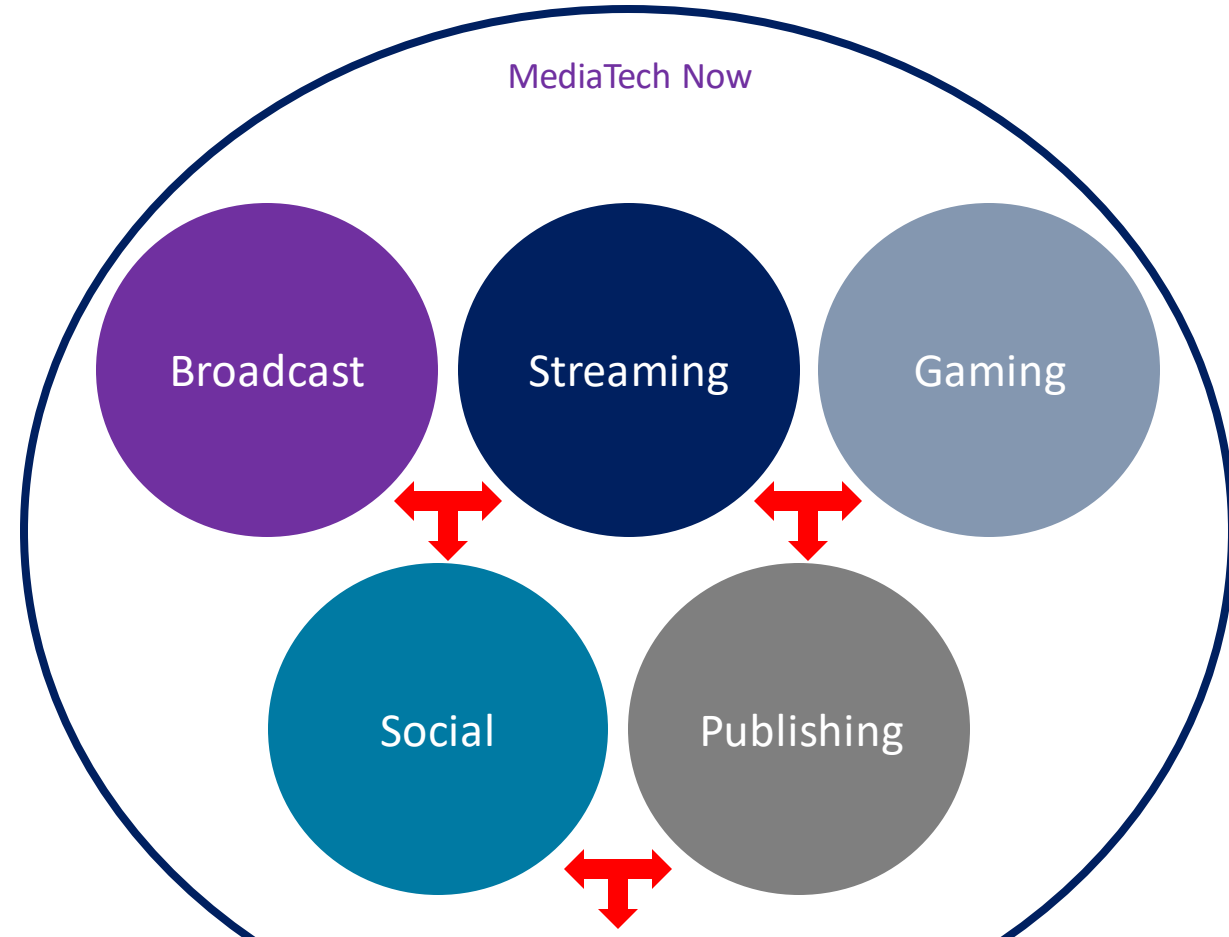 MediaTech Now
Broadcast
Streaming
Gaming
Social
Publishing